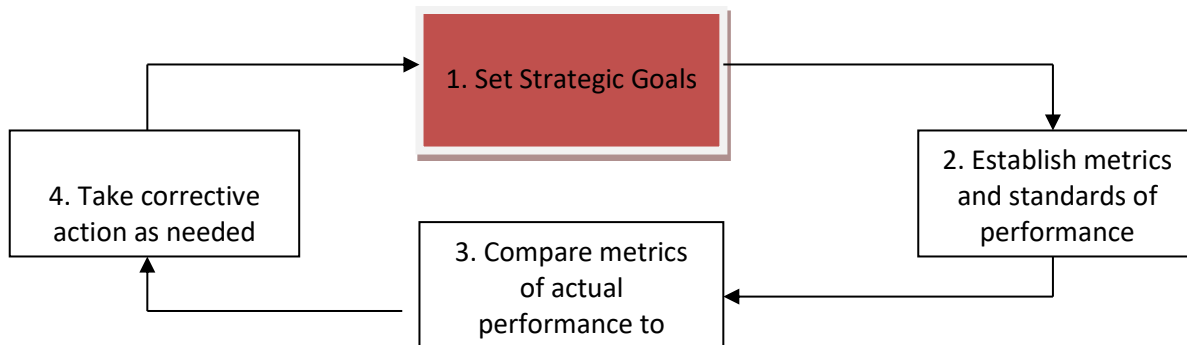 1. Set Strategic Goals
2. Establish metrics
and standards of
performance
3. Compare metrics
of actual
performance to
4. Take corrective
action as needed